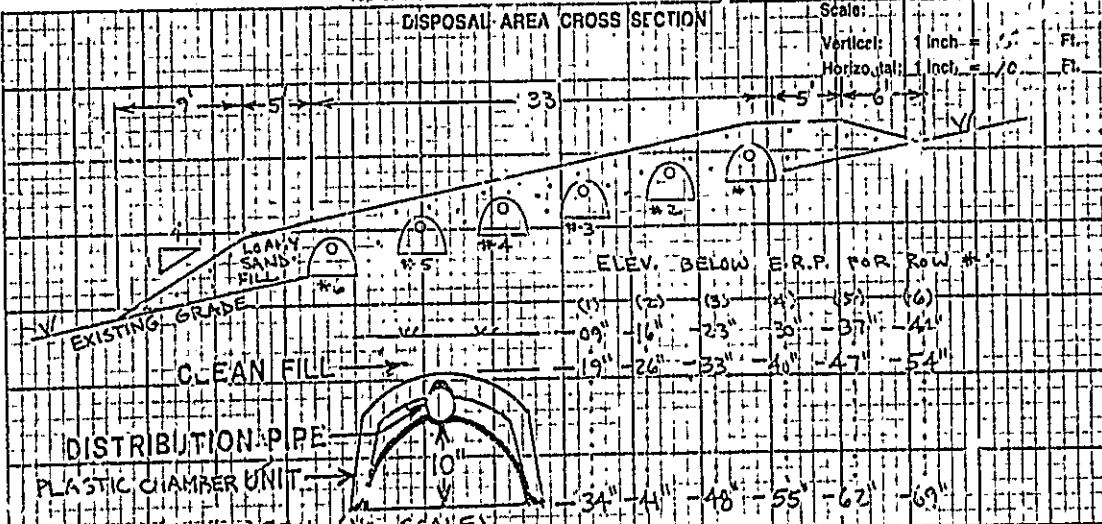 DISPOSAL AREA CROSS SECTION
Scale:
Vertical: 1 Inch = Ft.
Horizontal: 1 Inch = 10 Ft.
9' 5' 33 5' 6'
LOAMY SAND FILL
EXISTING GRADE
#6 #5 #4 #3 #2 #
ELEV. BELOW E.R.P. FOR ROW #
(1) (2) (3) (4) (5) (6)
09" 16" -23" 30" -37"
CLEAN FILL
-19" -26" -33" -40" -47" -54"
DISTRIBUTION PIPE
10"
PLASTIC CHAMBER UNIT
-34" -41" -48" -55" -62" -69"